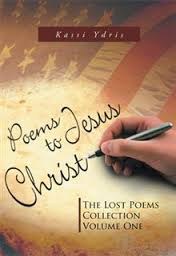 Kassi Ydris
Poems
to Jesus
Christ
The Lost Poems
Collection
Volume One